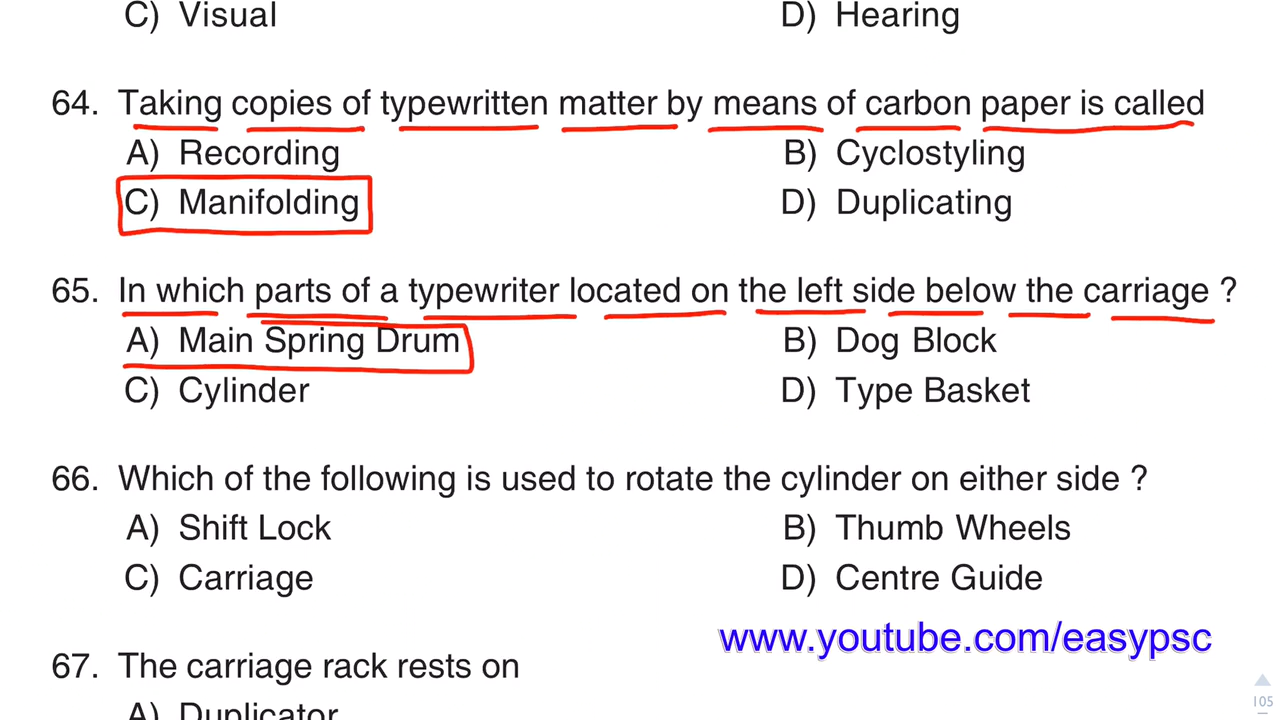 C) Visual D) Hearing
64. Taking copies of typewritten matter by means of carbon paper is called
A) Recording B) Cyclostyling
C) Manifolding D) Duplicating
65. In which parts of a typewriter located on the left side below the carriage ?
A) Main Spring Drum B) Dog Block
C) Cylinder D) Type Basket
66. Which of the following is used to rotate the cylinder on either side ?
A) Shift Lock B) Thumb Wheels
C) Carriage D) Centre Guide
www.youtube.com/easypsc
67. The carriage rack rests on
A) Duplicator
105